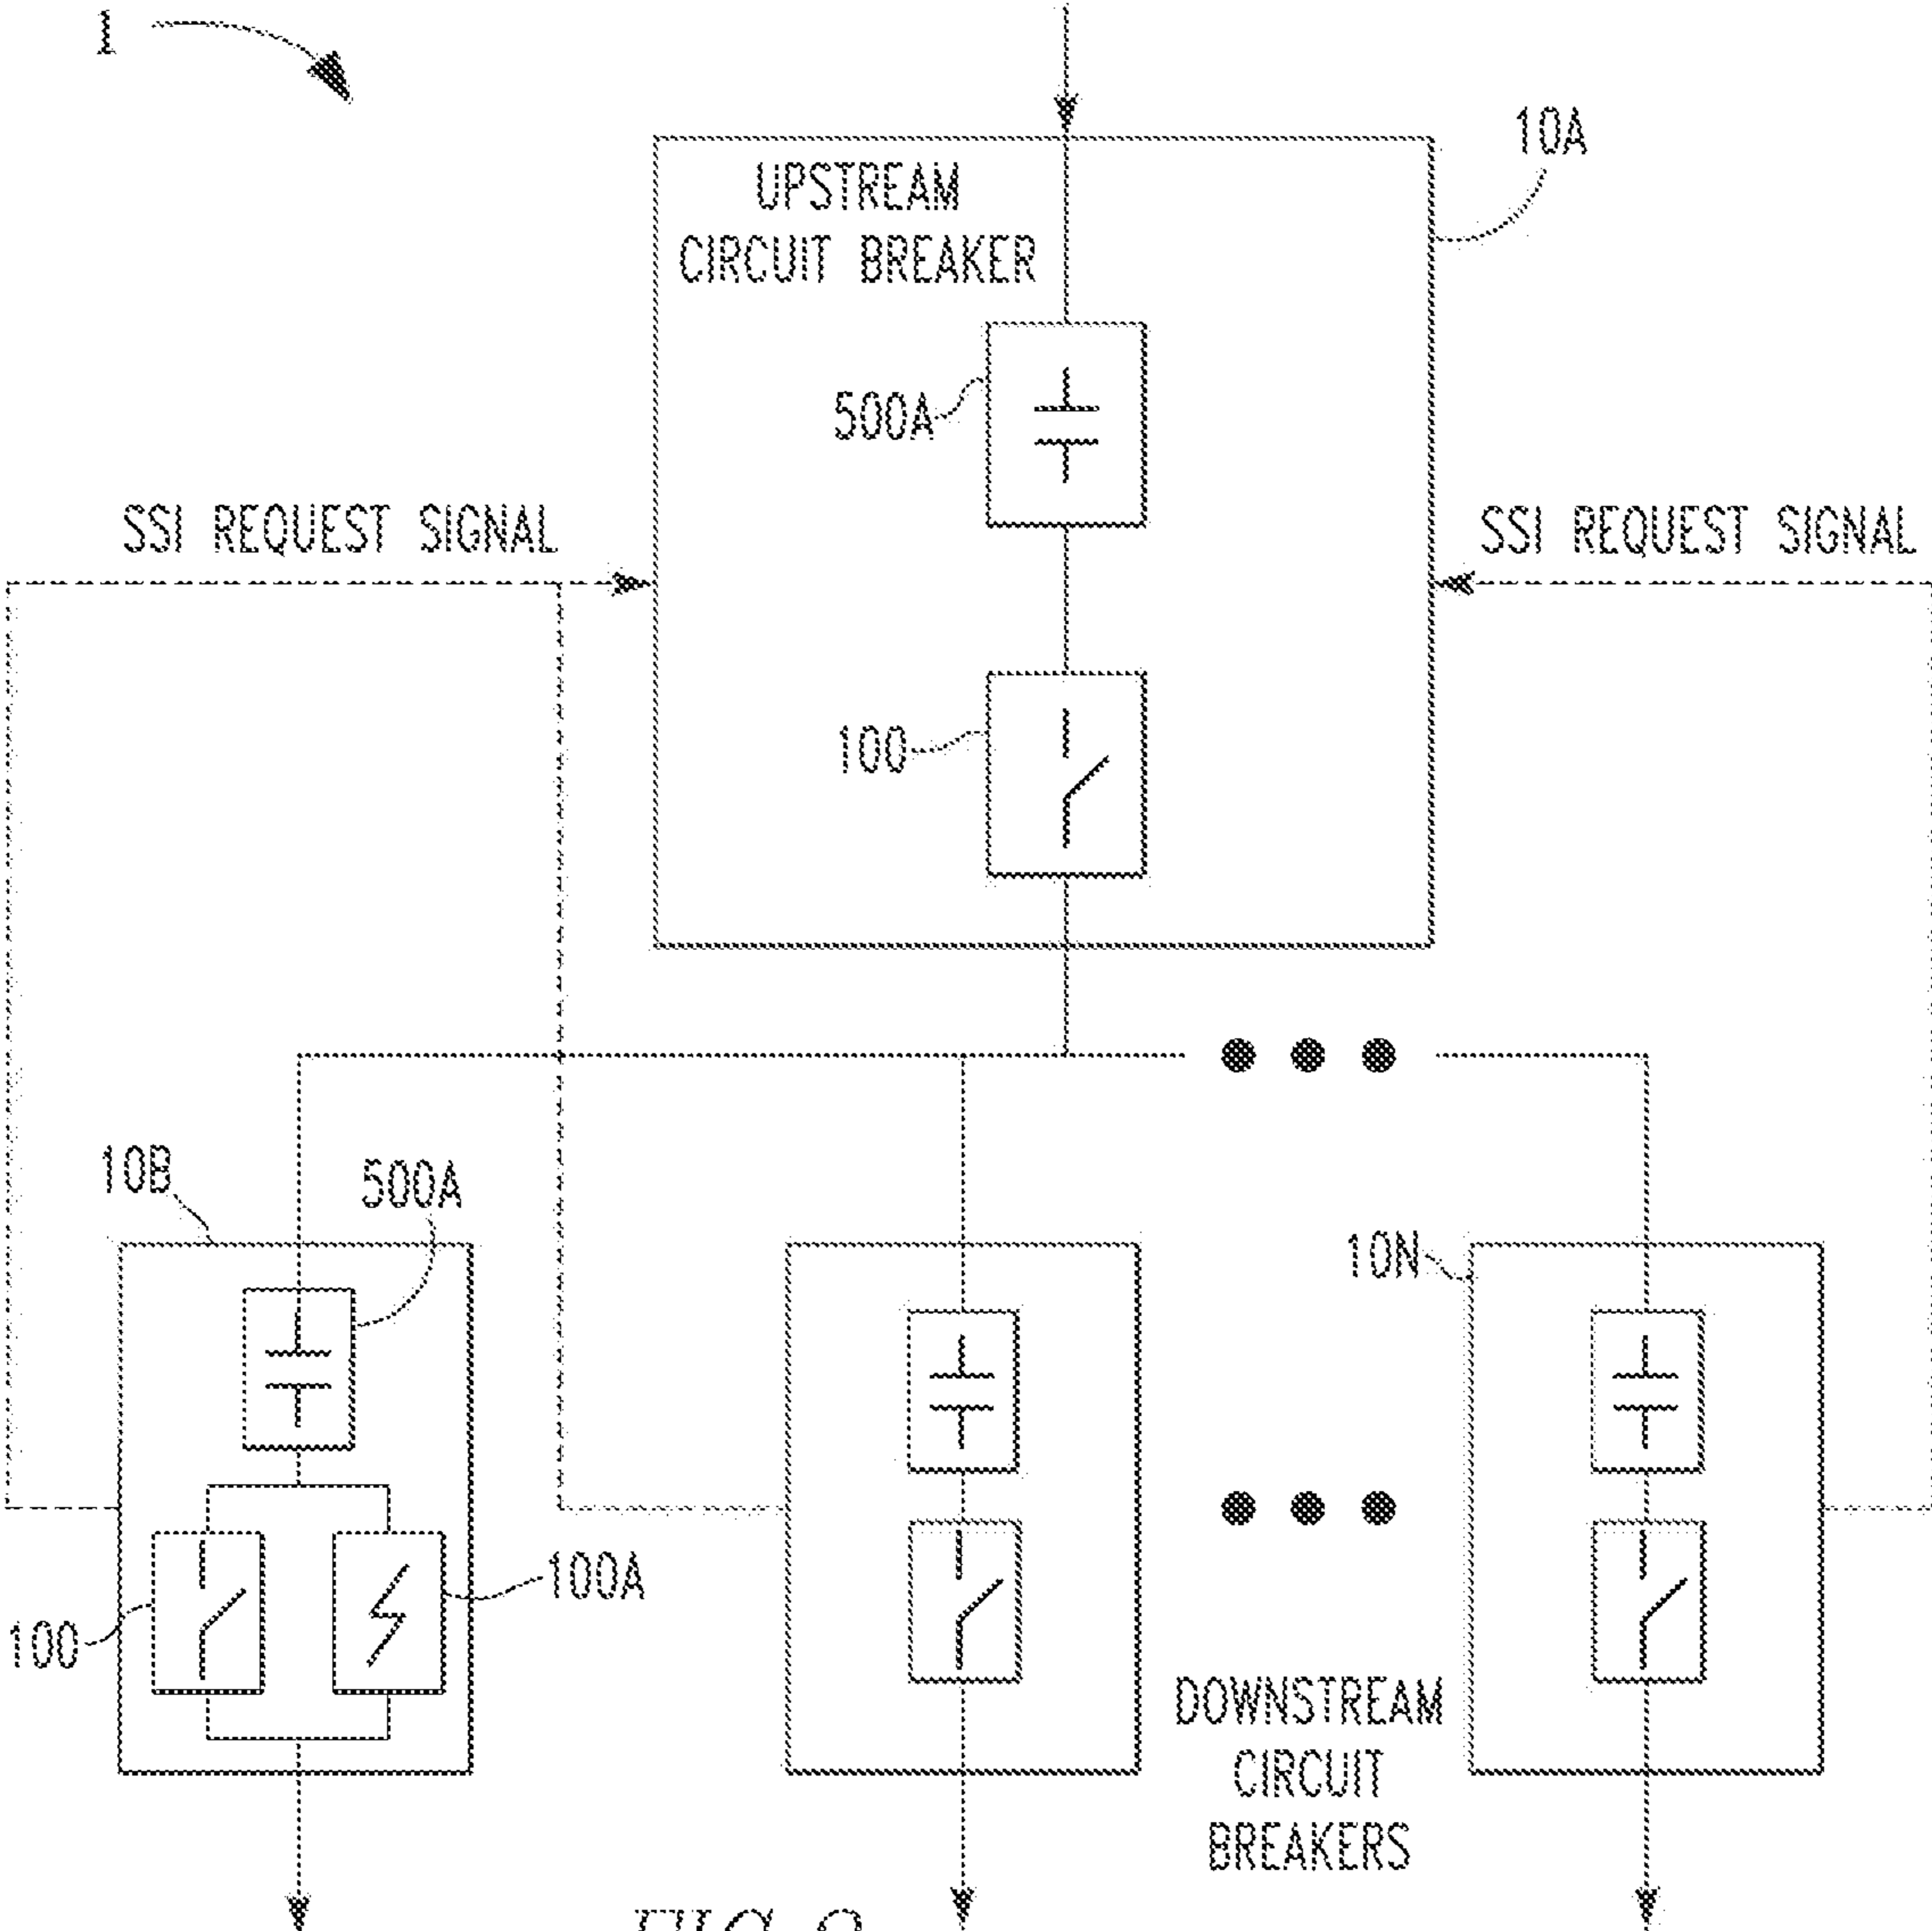 1
10A
UPSTREAM
CIRCUIT BREAKER
500A
SSI REQUEST SIGNAL
SSI REQUEST SIGNAL
100
10B
500A
10N
100A
100
DOWNSTREAM
CIRCUIT
BREAKERS